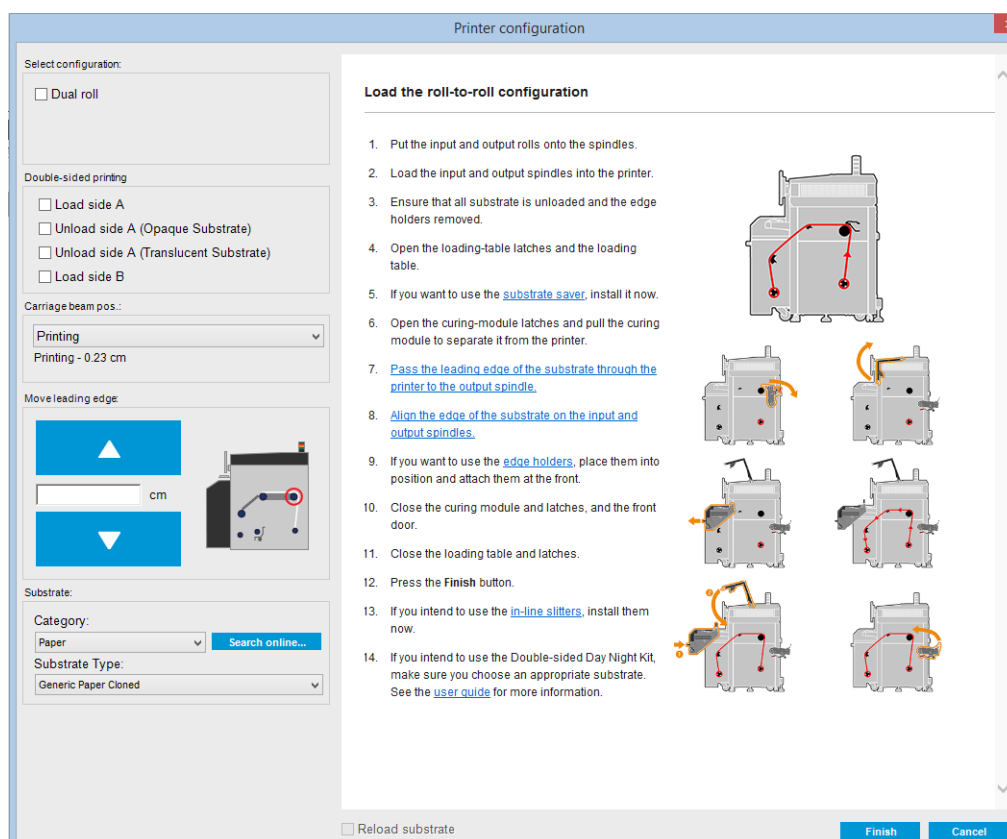 Printer configuration
Select configuration:
Dual roll
Double-sided printing
Load side A
Unload side A (Opaque Substrate)
Unload side A (Translucent Substrate)
Load side B
Carriage beam pos.:
Printing
Printing - 0.23 cm
Move leading edge:
cm
Substrate:
Category:
Paper
Search online...
Substrate Type:
Generic Paper Cloned
Load the roll-to-roll configuration
1. Put the input and output rolls onto the spindles.
2. Load the input and output spindles into the printer.
3. Ensure that all substrate is unloaded and the edge
holders removed.
4. Open the loading-table latches and the loading
table.
5. If you want to use the substrate saver, install it now.
6. Open the curing-module latches and pull the curing
module to separate it from the printer.
7. Pass the leading edge of the substrate through the
printer to the output spindle.
8. Align the edge of the substrate on the input and
output spindles.
9. If you want to use the edge holders, place them into
position and attach them at the front.
10. Close the curing module and latches, and the front
door.
11. Close the loading table and latches.
12. Press the Finish button.
13. If you intend to use the in-line slitters, install them
now.
14. If you intend to use the Double-sided Day Night Kit,
make sure you choose an appropriate substrate.
See the user guide for more information.
Reload substrate
Finish
Cancel